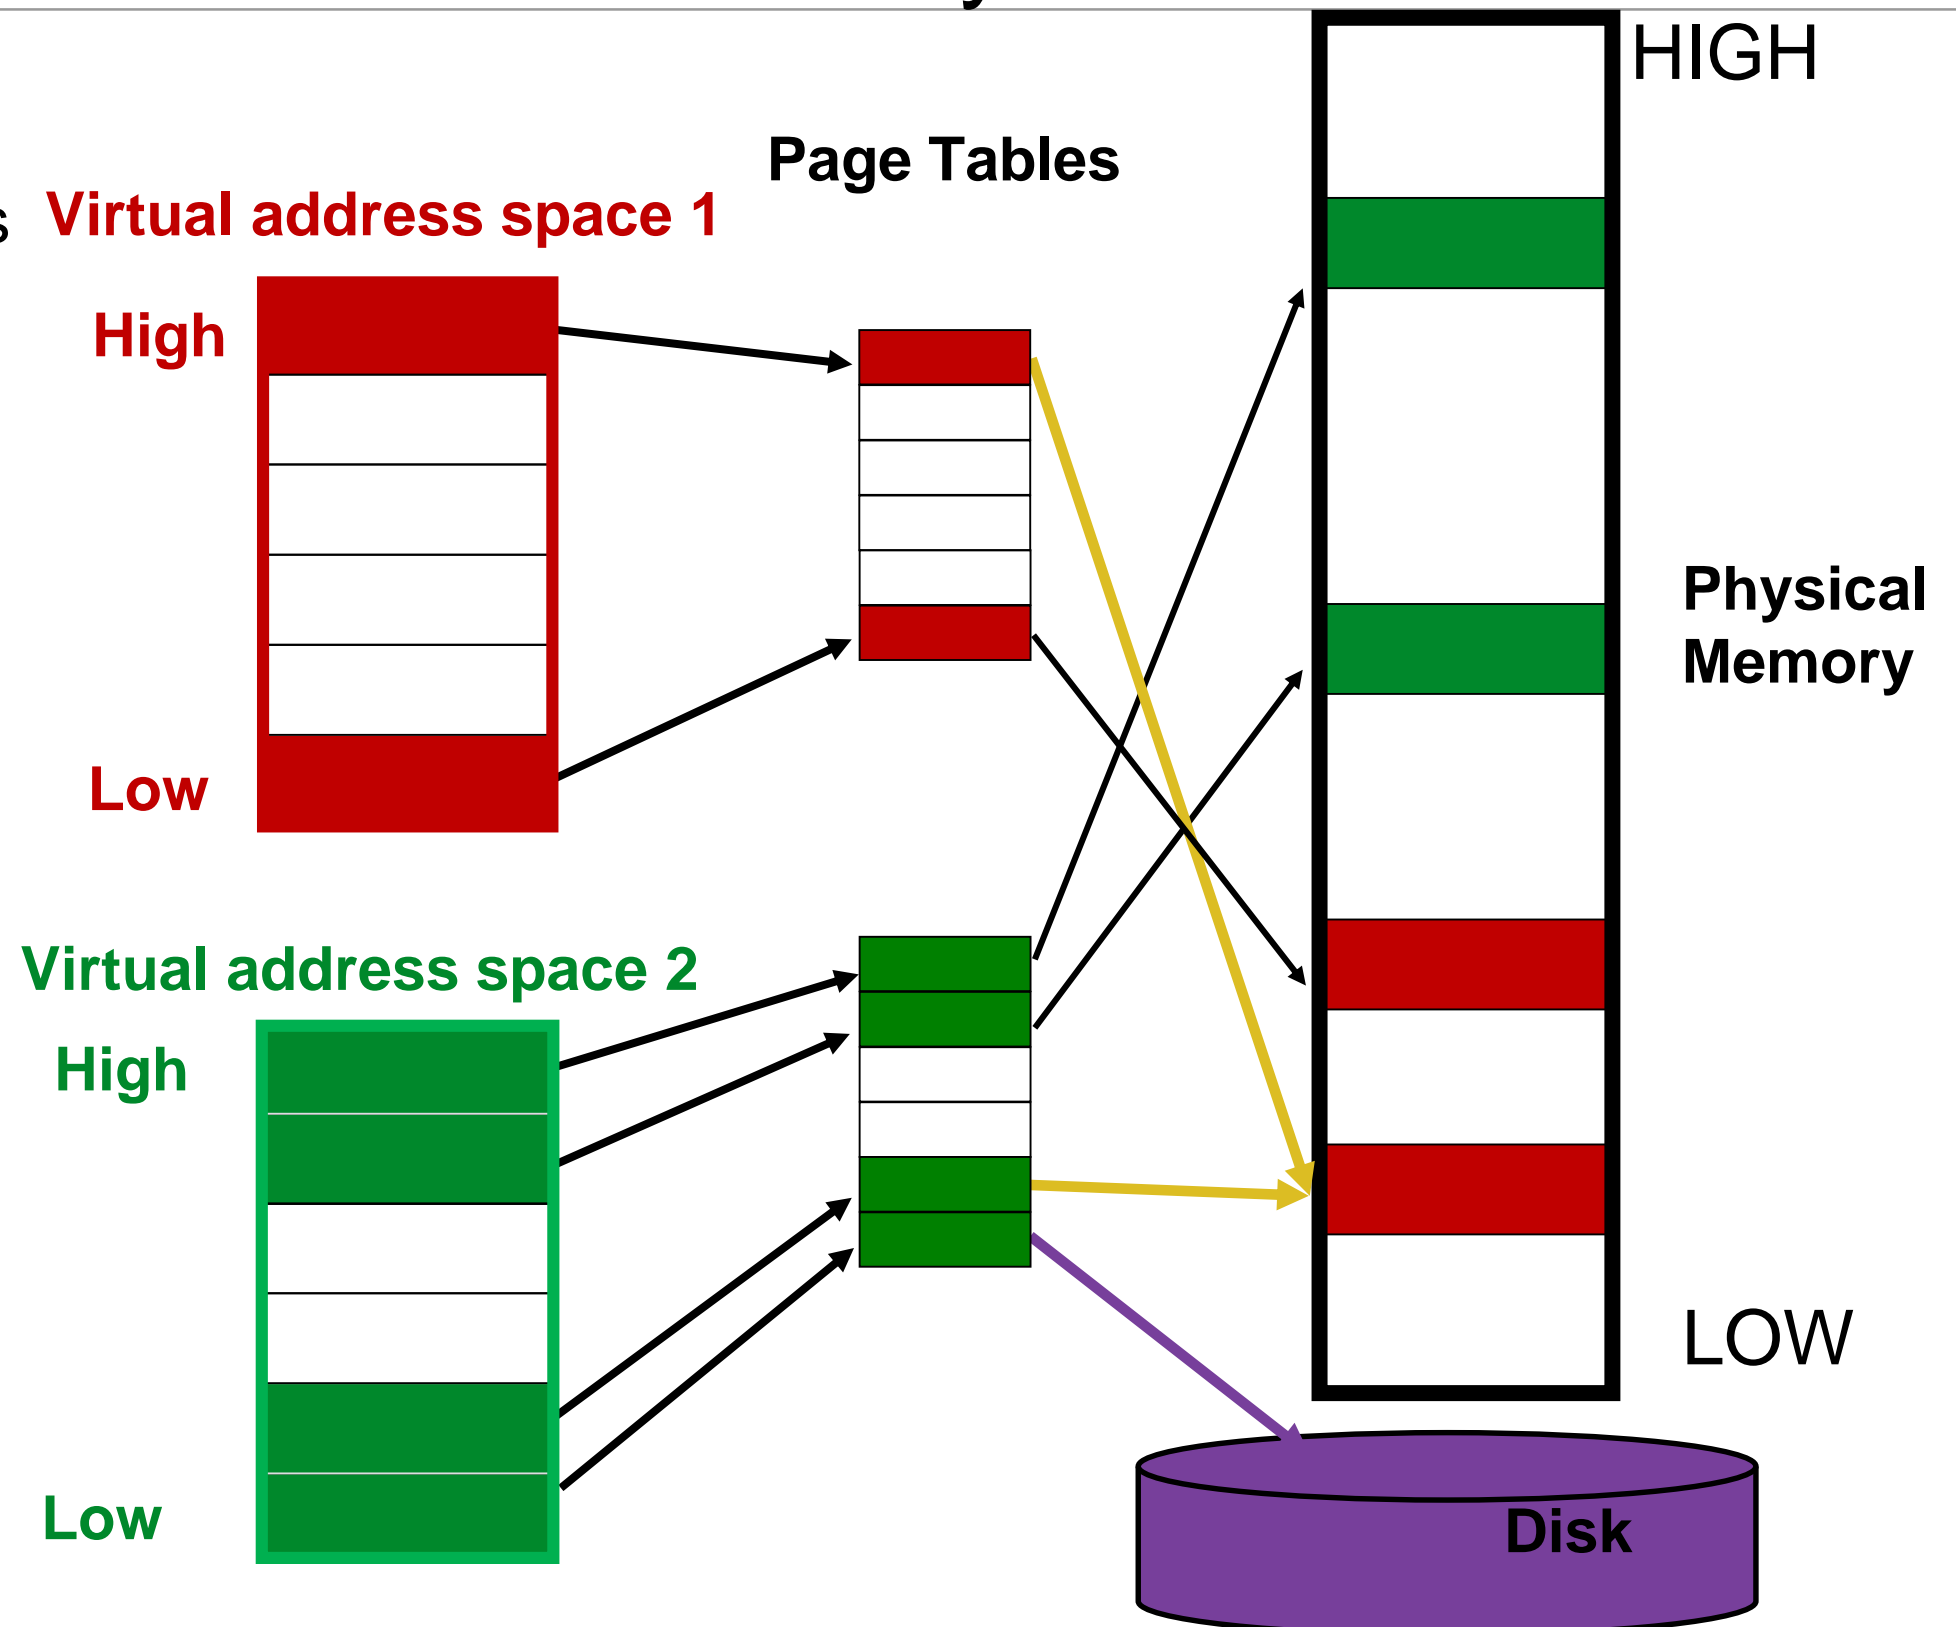 HIGH
Page Tables
Virtual address space 1
High
Physical
Memory
Low
Virtual address space 2
High
LOW
Low
Disk